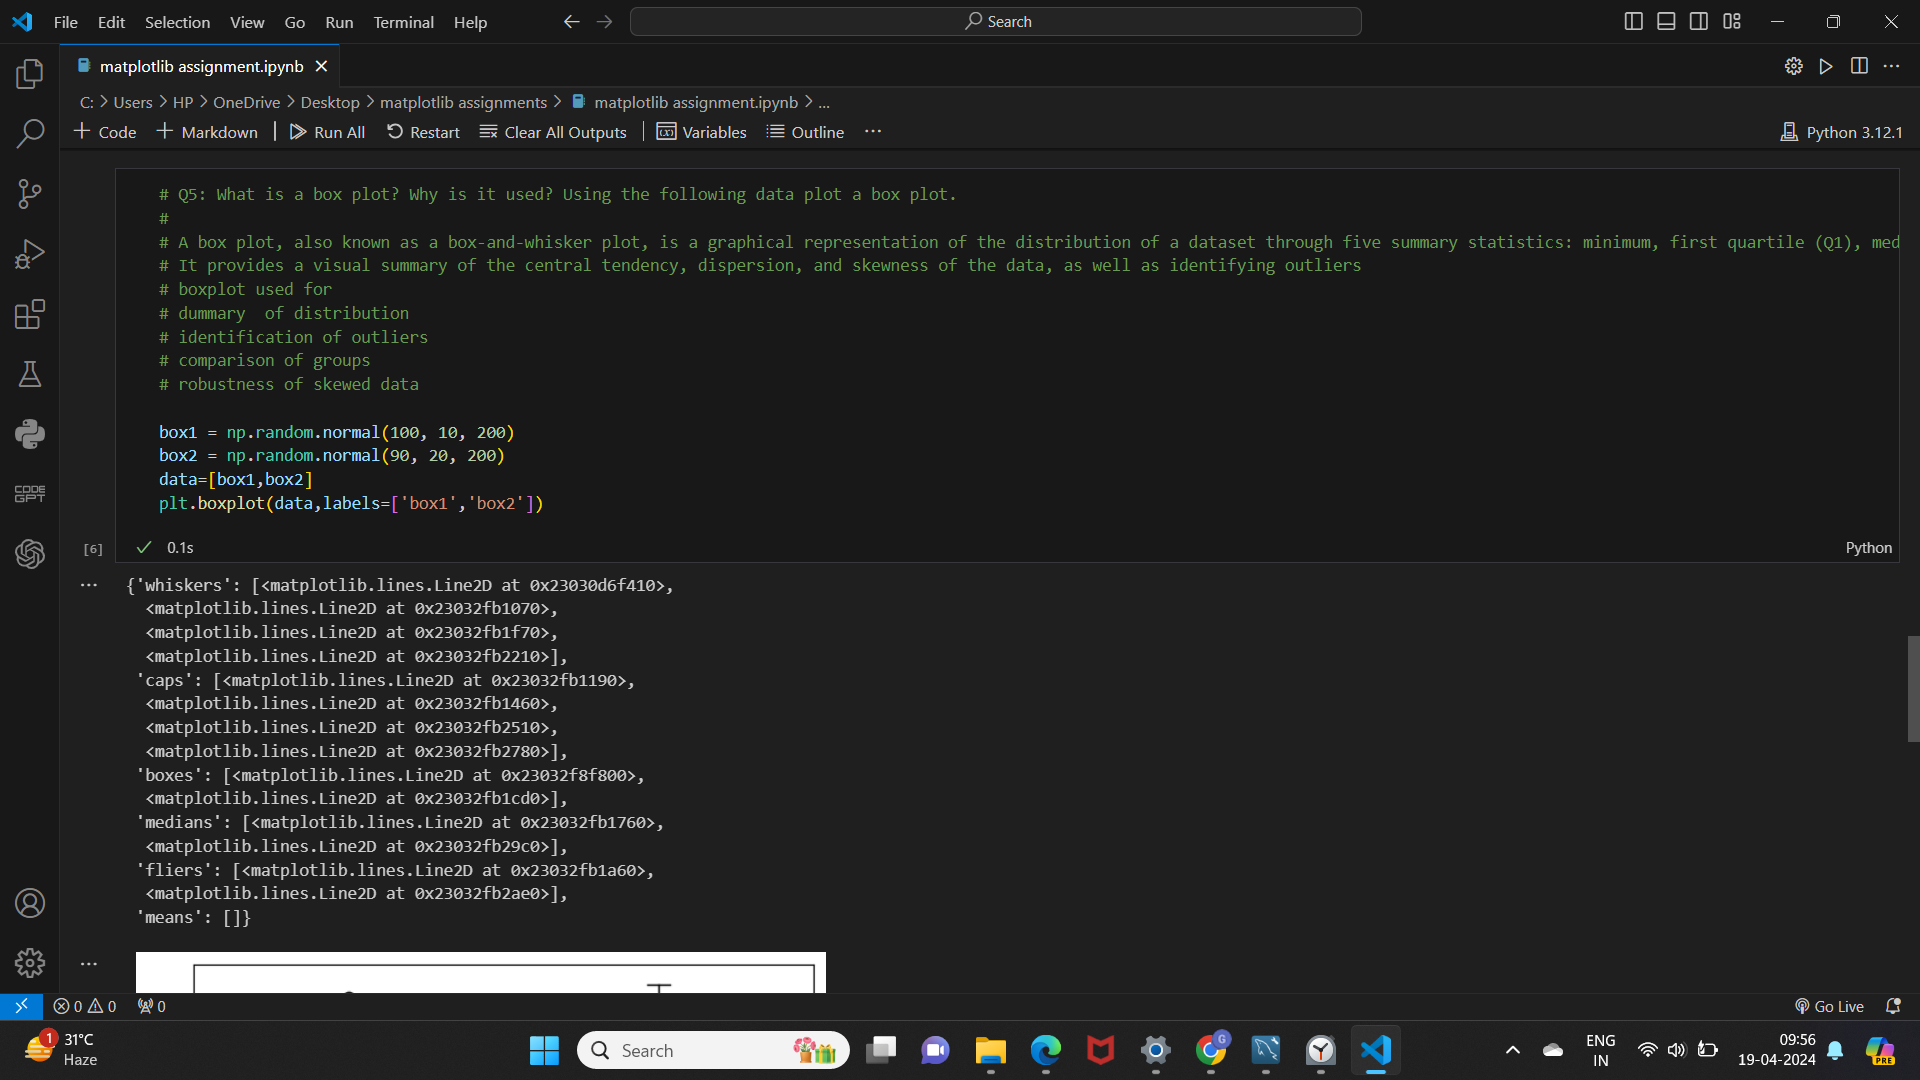 File Edit Selection View Go Run Terminal Help
Search
matplotlib assignment.ipynb
C: > Users > HP > OneDrive > Desktop > matplotlib assignments > matplotlib assignment.ipynb > ...
+ Code + Markdown | Run All Restart Clear All Outputs | Variables Outline ...
Python 3.12.1
# Q5: What is a box plot? Why is it used? Using the following data plot a box plot.
#
# A box plot, also known as a box-and-whisker plot, is a graphical representation of the distribution of a dataset through five summary statistics: minimum, first quartile (Q1), med
# It provides a visual summary of the central tendency, dispersion, and skewness of the data, as well as identifying outliers
# boxplot used for
# dummary  of distribution
# identification of outliers
# comparison of groups
# robustness of skewed data
box1 = np.random.normal(100, 10, 200)
box2 = np.random.normal(90, 20, 200)
data=[box1,box2]
plt.boxplot(data,labels=['box1','box2'])
[6] 0.1s
Python
{'whiskers': [<matplotlib.lines.Line2D at 0x23030d6f410>,
<matplotlib.lines.Line2D at 0x23032fb1070>,
<matplotlib.lines.Line2D at 0x23032fb1f70>,
<matplotlib.lines.Line2D at 0x23032fb2210>],
'caps': [<matplotlib.lines.Line2D at 0x23032fb1190>,
<matplotlib.lines.Line2D at 0x23032fb1460>,
<matplotlib.lines.Line2D at 0x23032fb2510>,
<matplotlib.lines.Line2D at 0x23032fb2780>],
'boxes': [<matplotlib.lines.Line2D at 0x23032f8f800>,
<matplotlib.lines.Line2D at 0x23032fb1cd0>],
'medians': [<matplotlib.lines.Line2D at 0x23032fb1760>,
<matplotlib.lines.Line2D at 0x23032fb29c0>],
'fliers': [<matplotlib.lines.Line2D at 0x23032fb1a60>,
<matplotlib.lines.Line2D at 0x23032fb2ae0>],
'means': []}
CODE
GPT
0 0 0
Go Live
1
31°C
Haze
Search
G
ENG
IN
09:56
19-04-2024
PRE